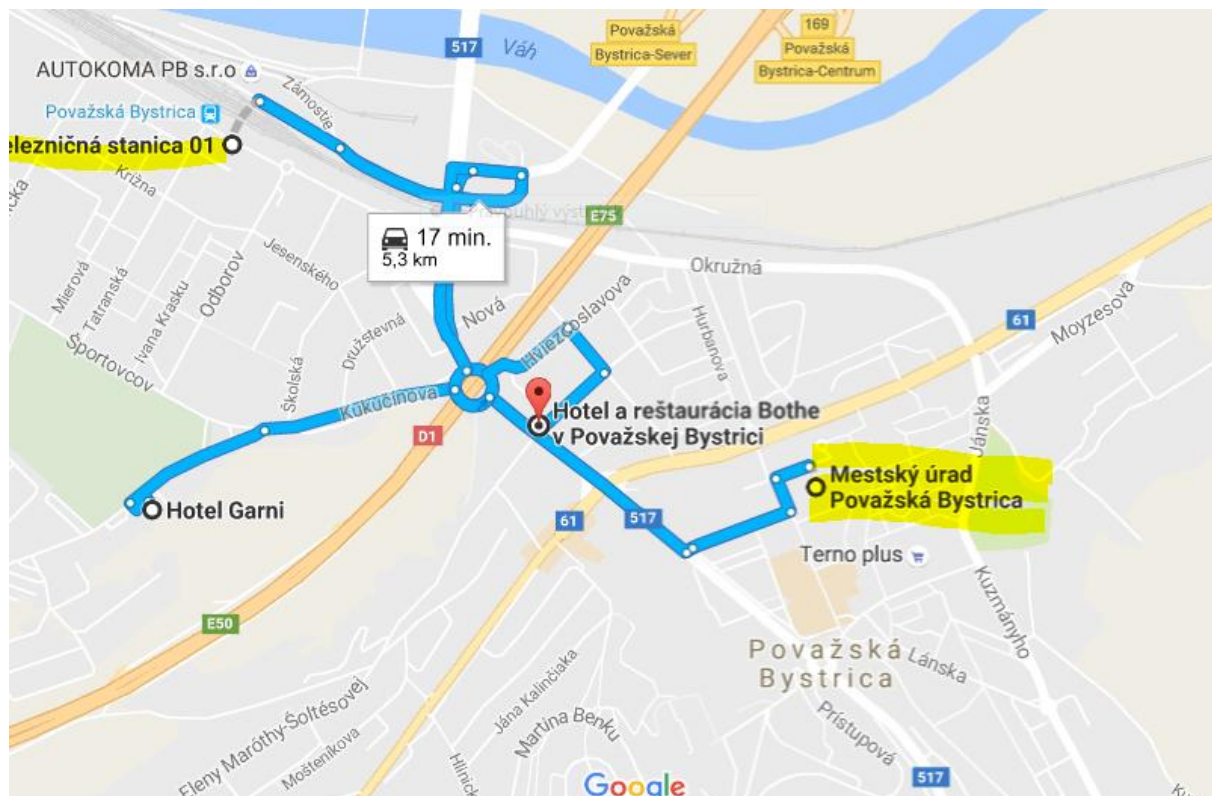 517
Váh
Považská
Bystrica-Sever
169
Považská
Bystrica-Centrum
AUTOKOMA PB s.r.o
Zámostie
Považská Bystrica
elezničná stanica 01
Križna
E75
17 min.
5,3 km
Okružná
Jesenského
Odborov
Mierová
Tatranská
Ivana Krasku
Nová
Družstevná
Hviezdoslavova
Hurbanova
61
Moyzesova
Športovcov
Školská
Kukučínova
D1
Hotel a reštaurácia Bothe
v Považskej Bystrici
Jánska
Mestský úrad
Považská Bystrica
Hotel Garni
61
517
Terno plus
E50
Kuzmányho
Považská
Bystrica
Lánska
Jána Kalinčiaka
Martina Benku
Eleny Maróthy-Šoltésovej
Mošteníkova
Prístupová
517
Google